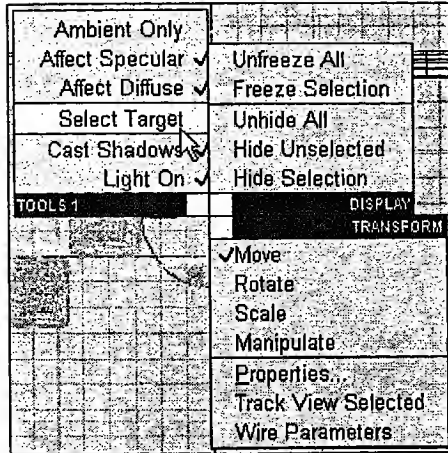 Ambient Only
Affect Specular ✓
Affect Diffuse ✓
Select Target
Cast Shadows ✓
Light On ✓
TOOLS 1
Unfreeze All
Freeze Selection
Unhide All
Hide Unselected
Hide Selection
DISPLAY
TRANSFORM
✓Move
Rotate
Scale
Manipulate
Properties...
Track View Selected
Wire Parameters